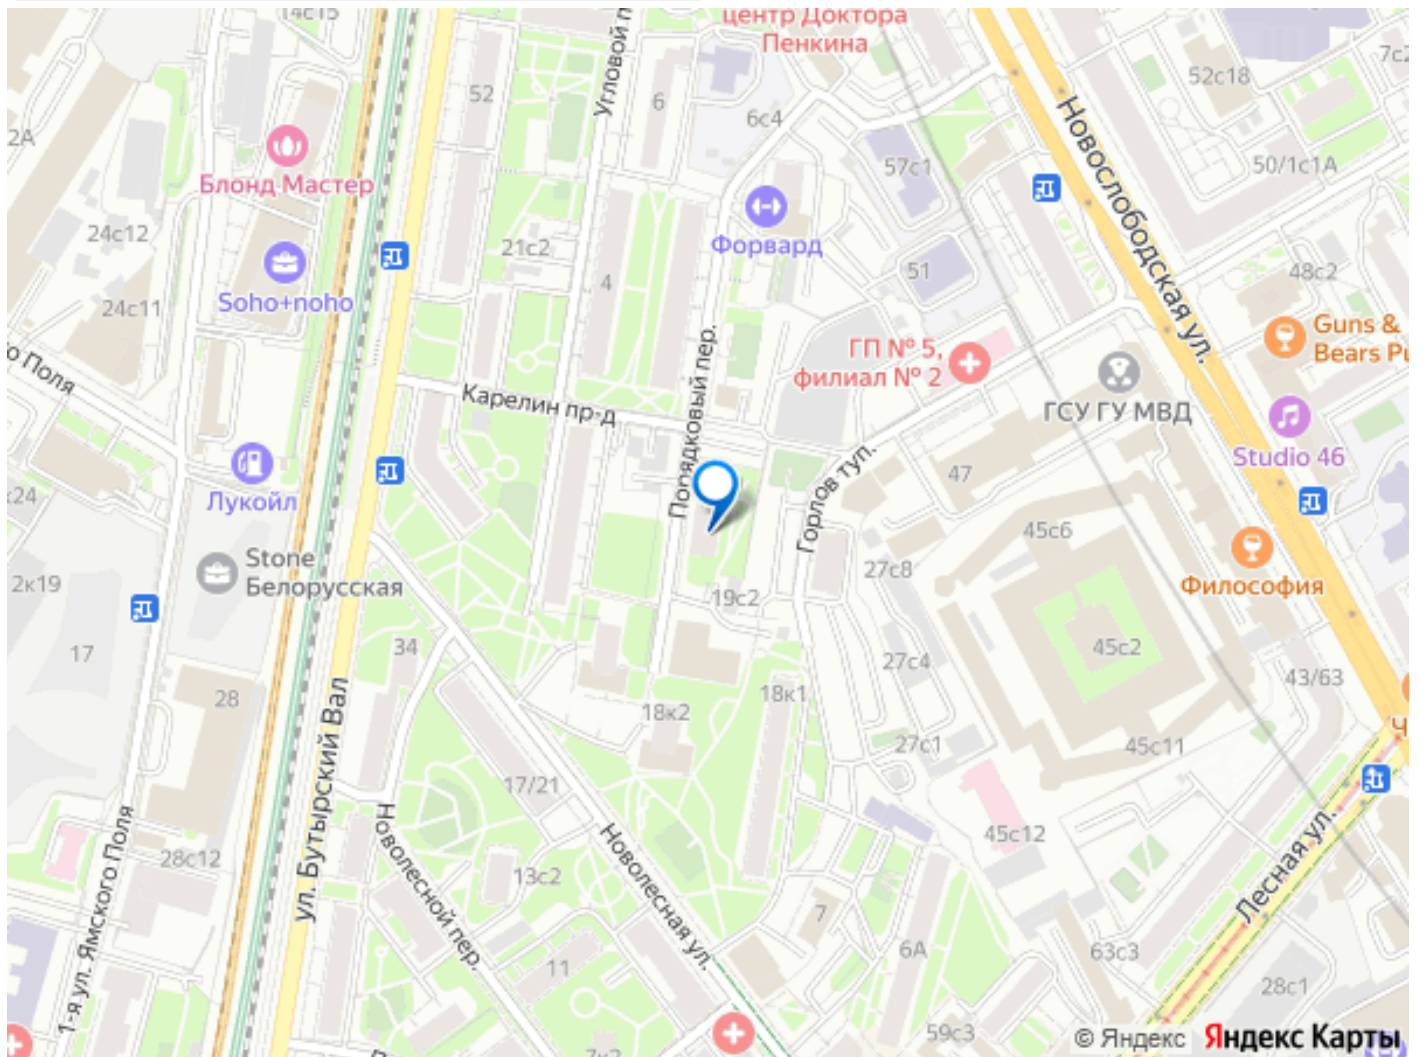 14с15
центр Доктора
Пенкина
7с2
52с18
52
6
Угловой п
6с4
2А
Блонд Мастер
57с1
50/1с1А
Новослободская ул.
24с12
21с2
Форвард
51
48с2
4
Soho+noho
24с11
Guns &
Bears Pu
ГП № 5,
филиал № 2
ГСУ ГУ МВД
о Поля
Карелин пр-д
Порядковый пер.
Studio 46
Лукойл
к24
47
Горлов туп.
45с6
Stone
Белорусская
Философия
2к19
27с8
19с2
17
34
27с4
45с2
43/63
28
18к1
18к2
Ч
27с1
45с11
ул. Бутырский Вал
17/21
45с12
28с12
13с2
Новолесной пер.
Новолесная ул.
Лесная ул.
1-я ул. Ямского Поля
7
11
6А
63с3
28с1
59с3
7к2
© Яндекс Яндекс Карты